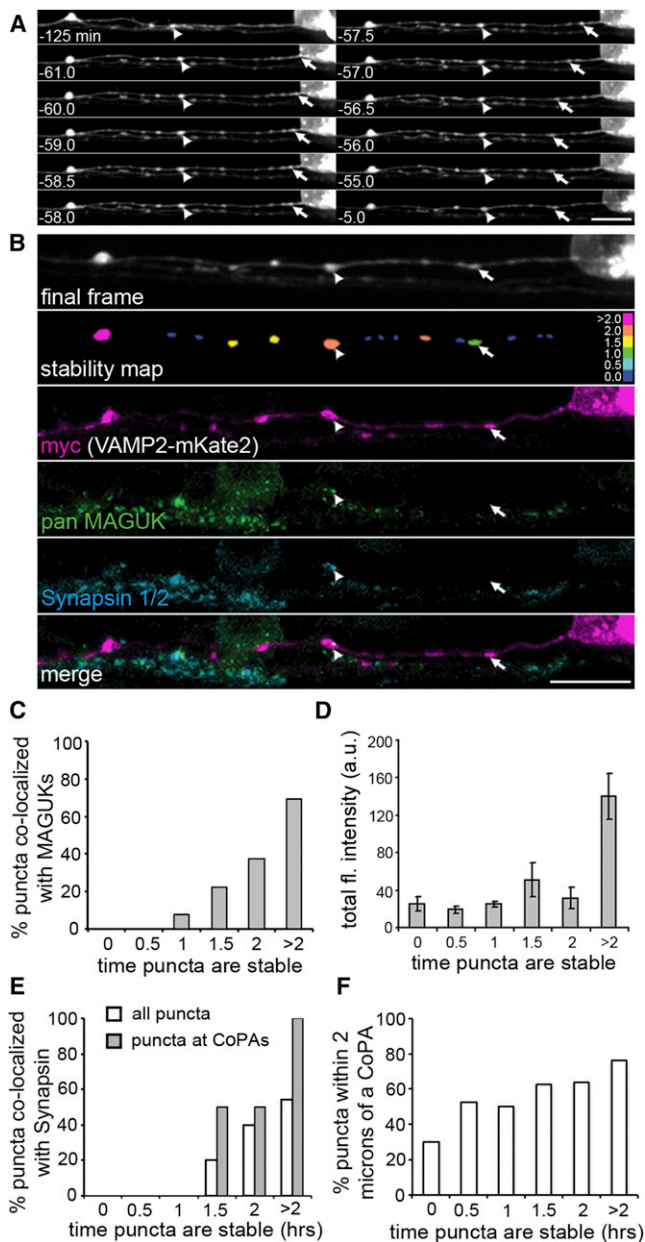 A
-125 min
-57.5
-61.0
-57.0
-60.0
-56.5
-59.0
-56.0
-58.5
-55.0
-58.0
-5.0
B
final frame
stability map
>2.0
2.0
1.5
1.0
0.5
0.0
myc (VAMP2-mKate2)
pan MAGUK
Synapsin 1/2
merge
C
% puncta co-localized
with MAGUKs
100
80
60
40
20
0
0 0.5 1 1.5 2 >2
time puncta are stable
D
total fl. intensity (a.u.)
200
160
120
80
40
0
0 0.5 1 1.5 2 >2
time puncta are stable
E
all puncta
puncta at CoPAs
% puncta co-localized
with Synapsin
100
80
60
40
20
0
0 0.5 1 1.5 2 >2
time puncta are stable (hrs)
F
% puncta within 2
microns of a CoPA
100
80
60
40
20
0
0 0.5 1 1.5 2 >2
time puncta are stable (hrs)